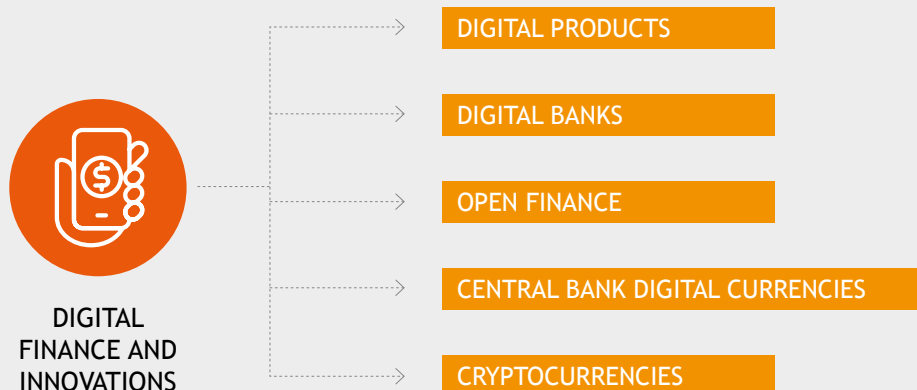 DIGITAL PRODUCTS
DIGITAL BANKS
OPEN FINANCE
CENTRAL BANK DIGITAL CURRENCIES
CRYPTOCURRENCIES
$
DIGITAL
FINANCE AND
INNOVATIONS